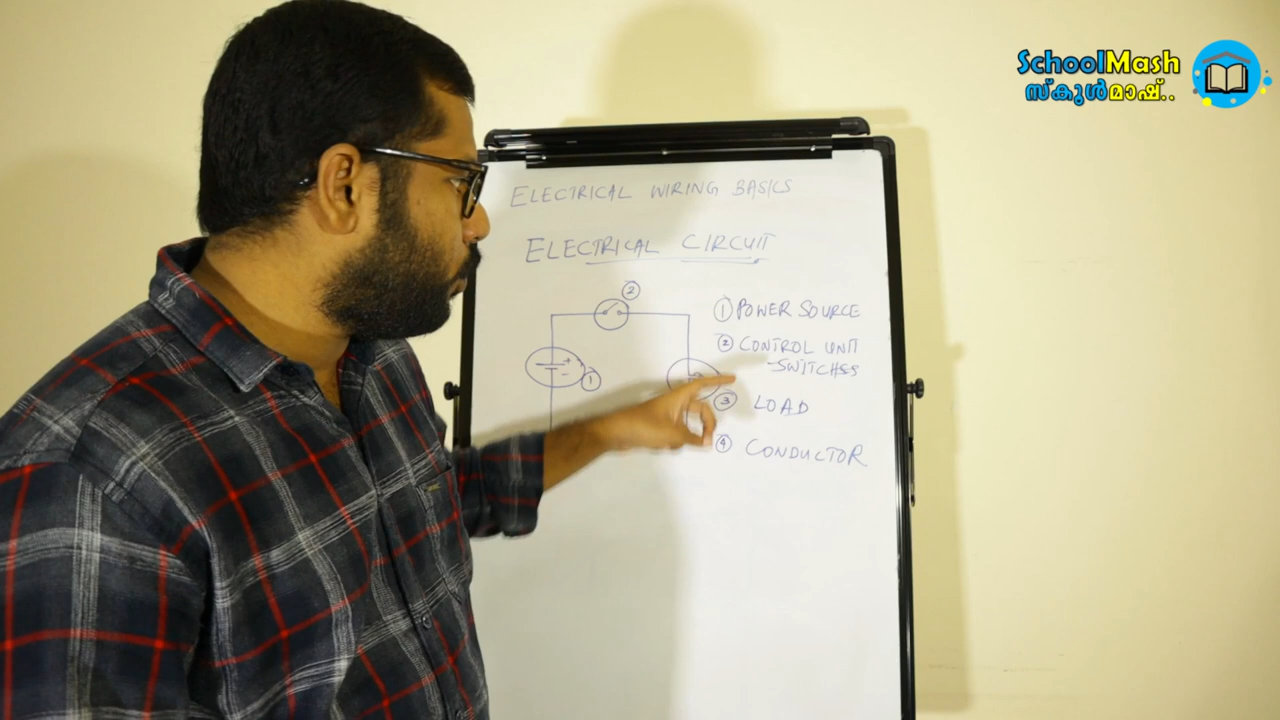 SchoolMash
സ്കൂൾമാഷ്..
ELECTRICAL WIRING BASICS
ELECTRICAL CIRCUIT
2
1 POWER SOURCE
2 CONTROL UNIT
-SWITCHES
+
-
1
3 LOAD
4 CONDUCTOR